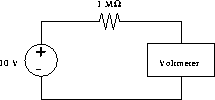 1 MΩ
10 V
+
-
Voltmeter